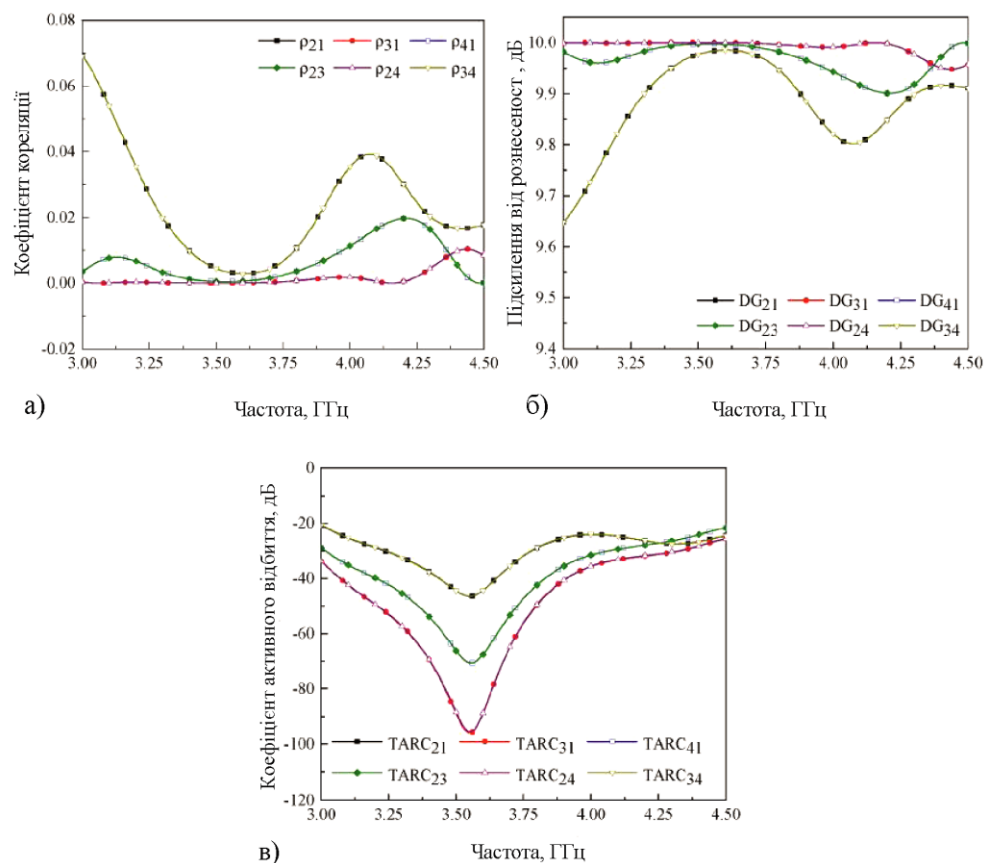 0.08
0.06
0.04
0.02
0.00
-0.02
Коефіцієнт кореляції
ρ21 ρ31 ρ41
ρ23 ρ24 ρ34
3.00 3.25 3.50 3.75 4.00 4.25 4.50
а) Частота, ГГц
10.0
9.9
9.8
9.7
9.6
9.5
9.4
Підсилення від рознесеност , дБ
DG21 DG31 DG41
DG23 DG24 DG34
3.00 3.25 3.50 3.75 4.00 4.25 4.50
б) Частота, ГГц
0
-20
-40
-60
-80
-100
-120
Коефіцієнт активного відбиття, дБ
TARC21 TARC31 TARC41
TARC23 TARC24 TARC34
3.00 3.25 3.50 3.75 4.00 4.25 4.50
в) Частота, ГГц